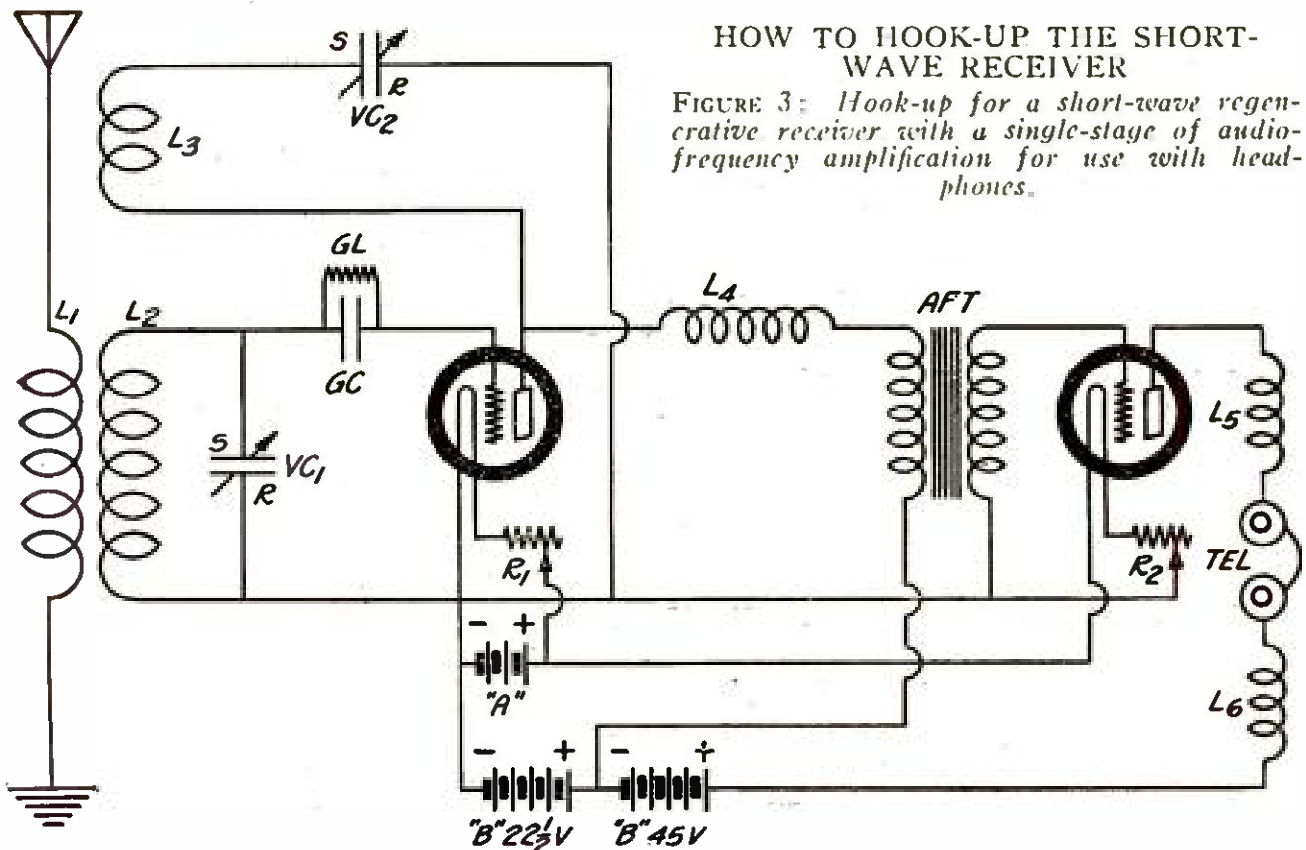 HOW TO HOOK-UP THE SHORT-
WAVE RECEIVER
FIGURE 3: Hook-up for a short-wave regen-
erative receiver with a single-stage of audio-
frequency amplification for use with head-
phones.
S
R
VC2
L3
GL
GC
L1
L2
L4
AFT
S
VC1
R
L5
R1
R2
TEL
- +
"A"
L6
- +
- +
"B" 22½V
"B" 45V